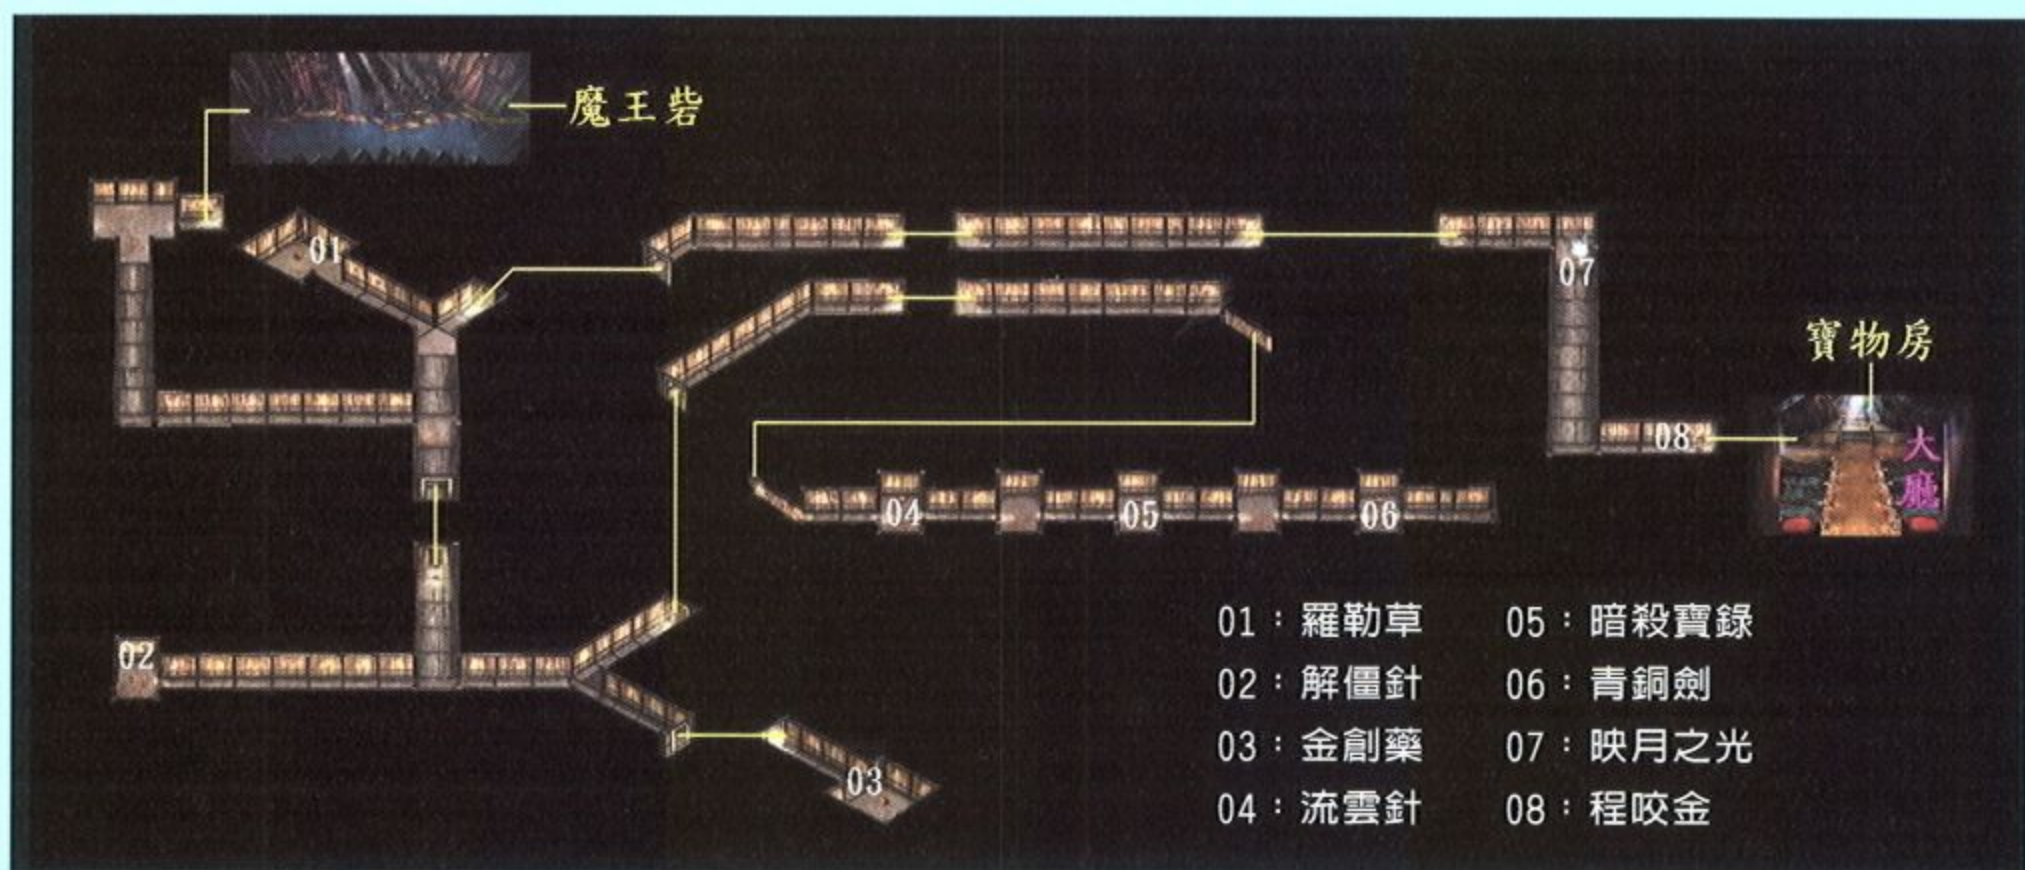 魔王砦
01
07
寶物房
08
大廳
04
05
06
02
03
01：羅勒草
02：解僵針
03：金創藥
04：流雲針
05：暗殺寶錄
06：青銅劍
07：映月之光
08：程咬金